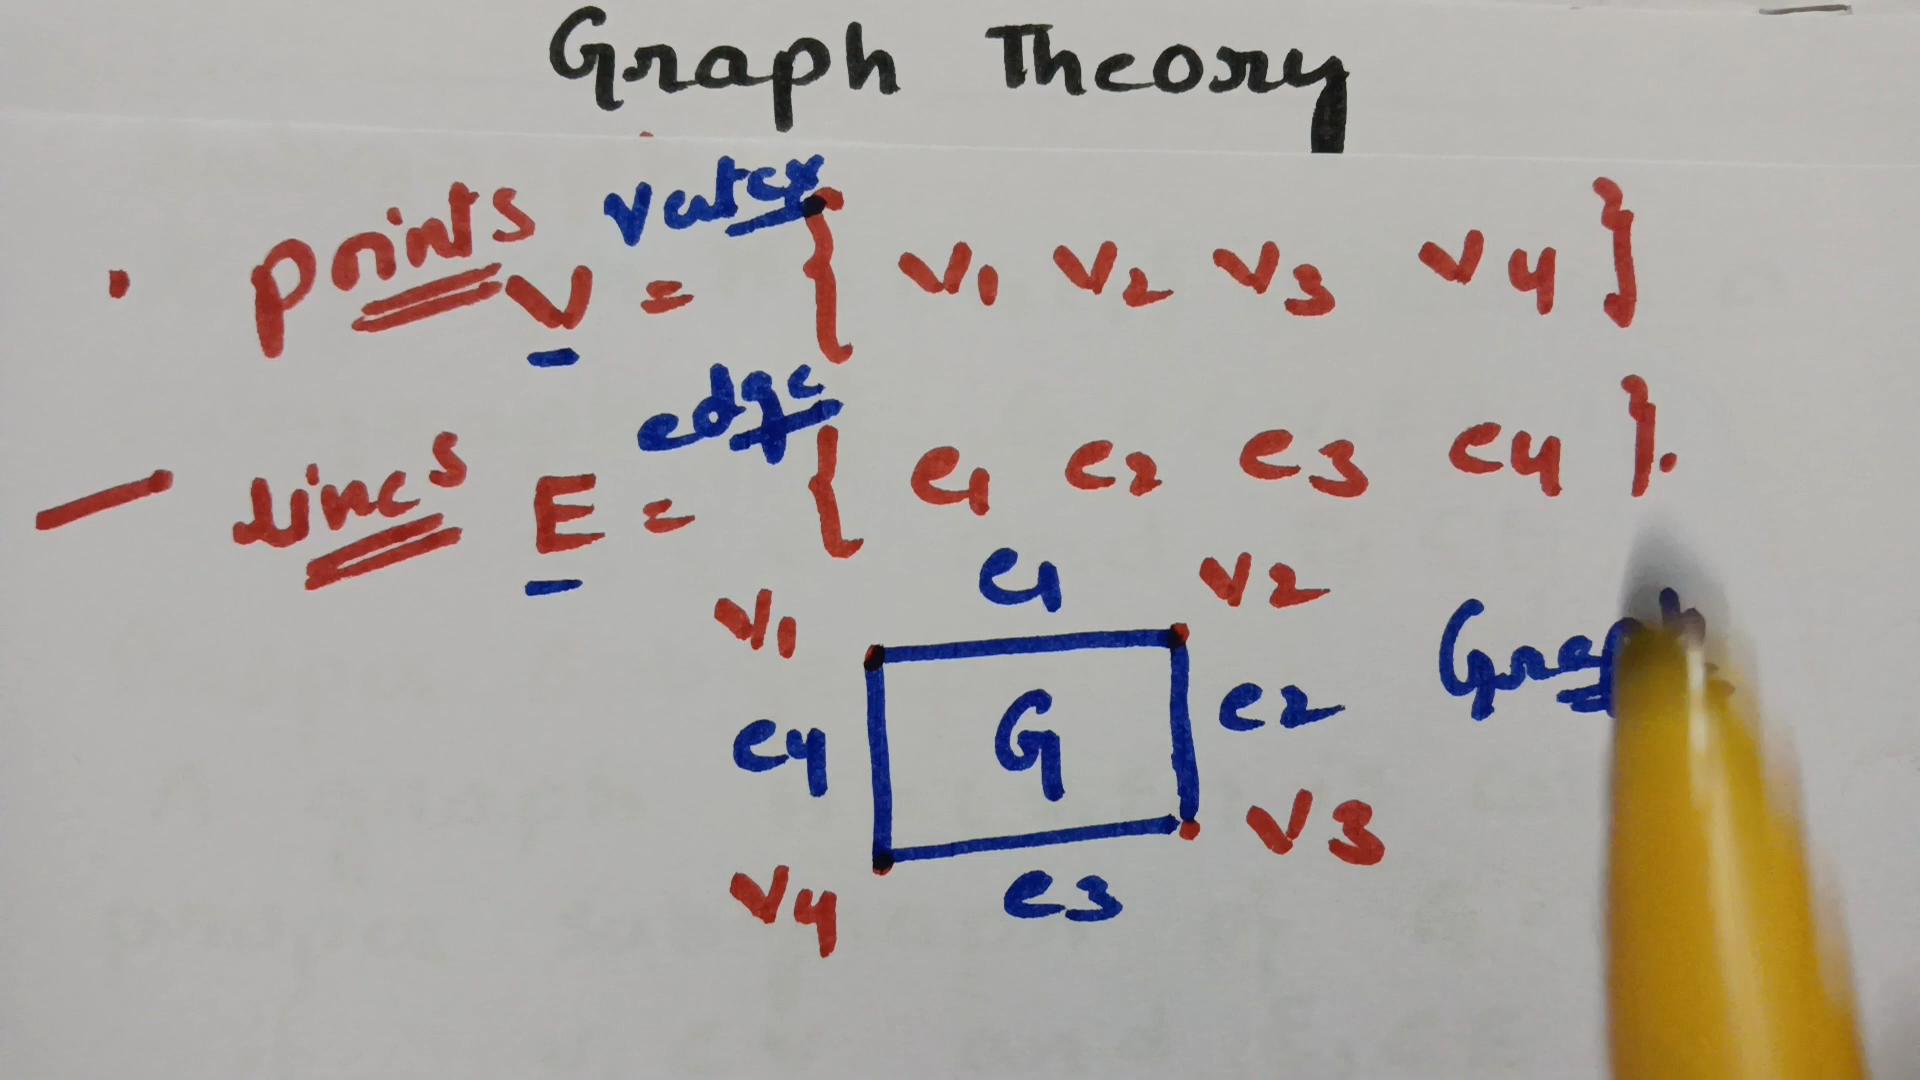 Graph Theory
vertex
. points V = { v1 v2 v3 v4 }
edge
— lines E = { e1 e2 e3 e4 }.
e1
v1 v2
e4 G e2
v4 e3 v3